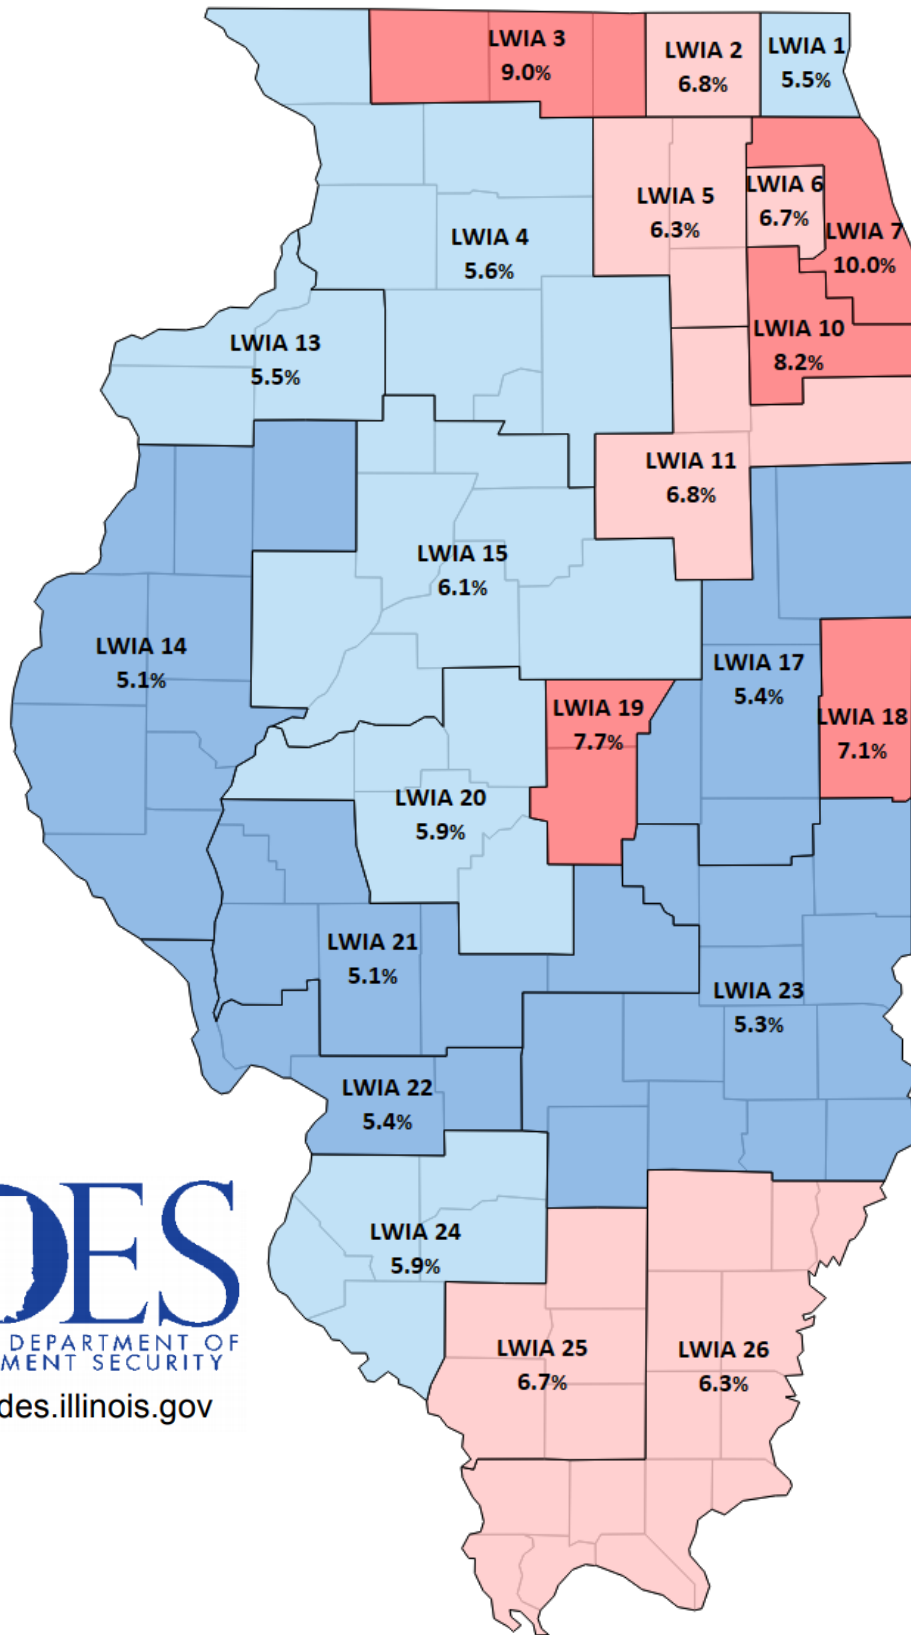 LWIA 3
9.0%
LWIA 2
6.8%
LWIA 1
5.5%
LWIA 5
6.3%
LWIA 6
6.7%
LWIA 7
10.0%
LWIA 4
5.6%
LWIA 10
8.2%
LWIA 13
5.5%
LWIA 11
6.8%
LWIA 15
6.1%
LWIA 14
5.1%
LWIA 17
5.4%
LWIA 19
7.7%
LWIA 18
7.1%
LWIA 20
5.9%
LWIA 21
5.1%
LWIA 23
5.3%
LWIA 22
5.4%
LWIA 24
5.9%
LWIA 25
6.7%
LWIA 26
6.3%
DES
DEPARTMENT OF
MENT SECURITY
des.illinois.gov